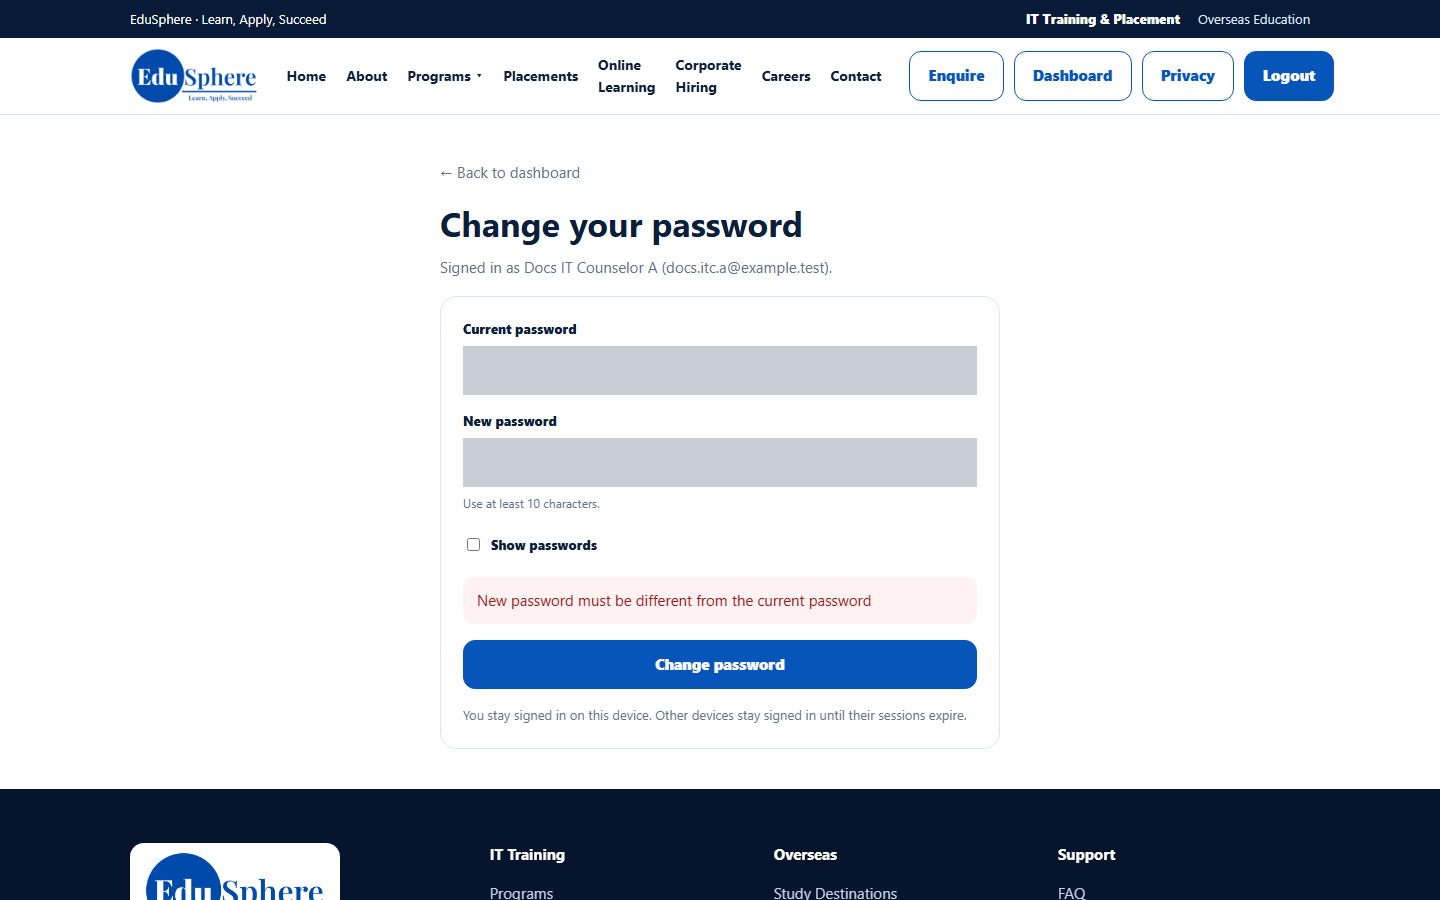 EduSphere · Learn, Apply, Succeed
IT Training & Placement
Overseas Education
EduSphere
Learn, Apply, Succeed
Home
About
Programs
Placements
Online Learning
Corporate Hiring
Careers
Contact
Enquire
Dashboard
Privacy
Logout
← Back to dashboard
Change your password
Signed in as Docs IT Counselor A (docs.itc.a@example.test).
Current password
New password
Use at least 10 characters.
Show passwords
New password must be different from the current password
Change password
You stay signed in on this device. Other devices stay signed in until their sessions expire.
EduSphere
IT Training
Overseas
Support
Programs
Study Destinations
FAQ